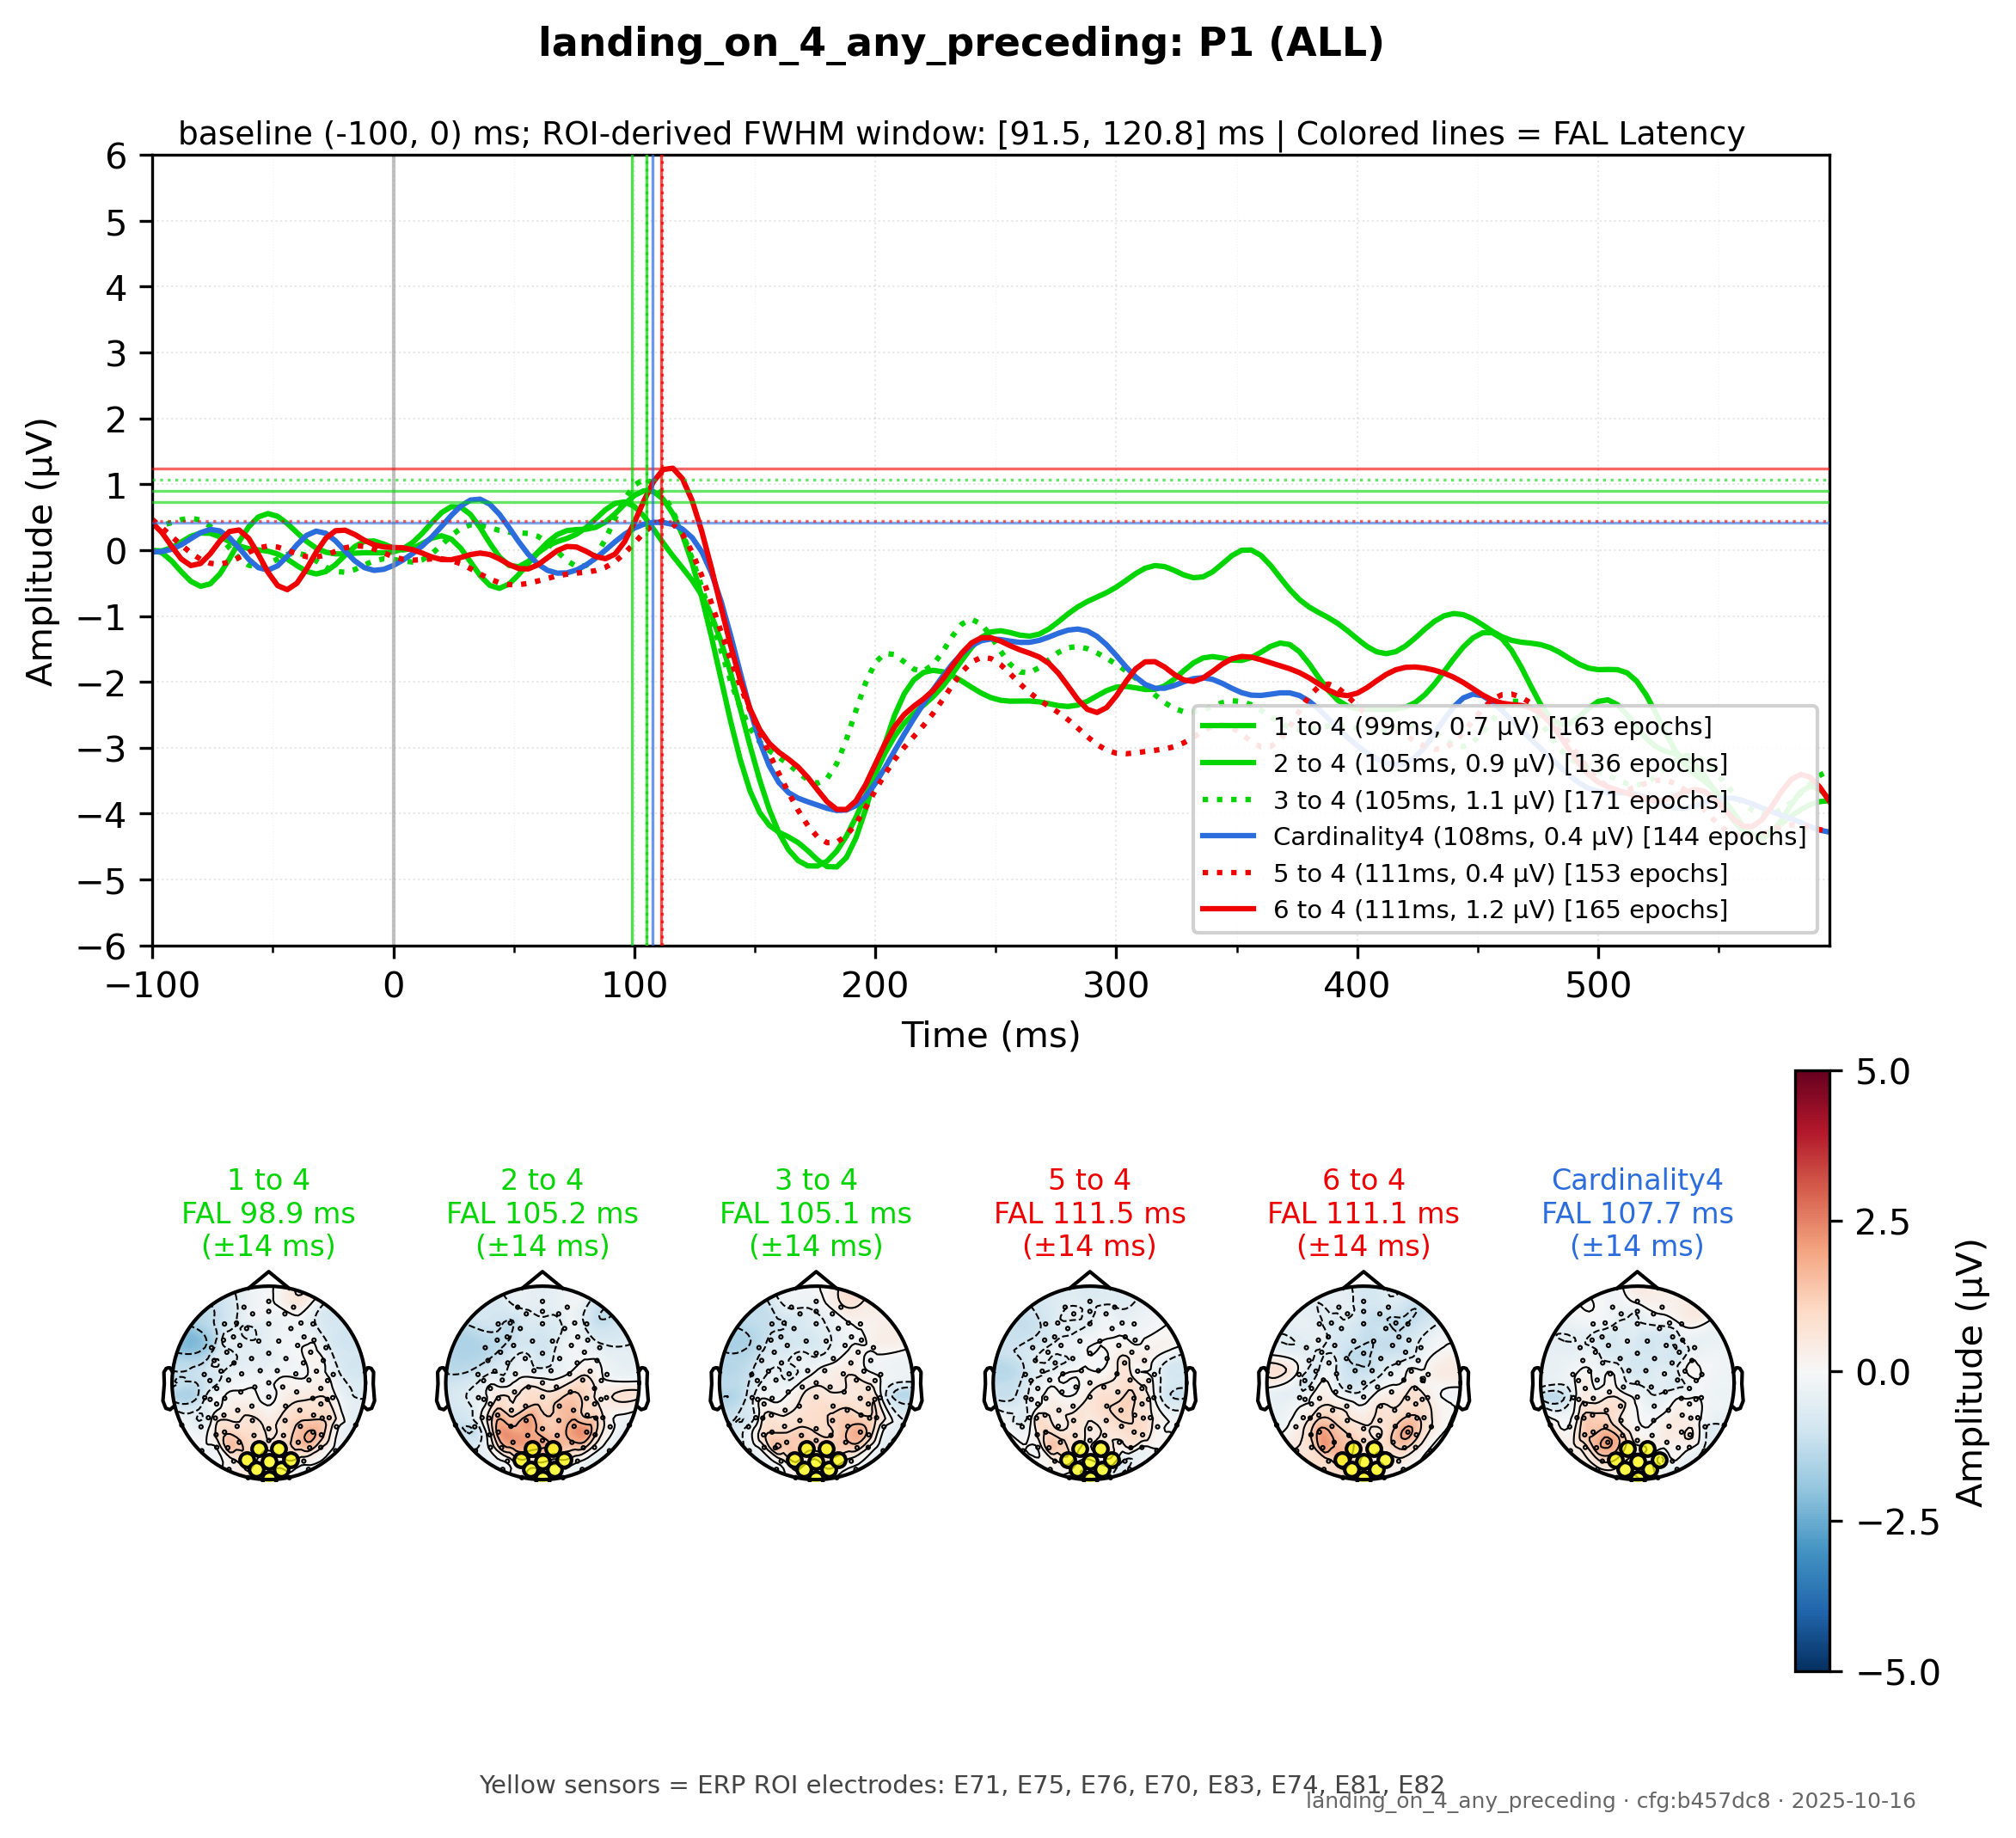 landing_on_4_any_preceding: P1 (ALL)
baseline (-100, 0) ms; ROI-derived FWHM window: [91.5, 120.8] ms | Colored lines = FAL Latency
6
5
4
3
2
1
0
−1
−2
−3
−4
−5
−6
Amplitude (µV)
1 to 4 (99ms, 0.7 µV) [163 epochs]
2 to 4 (105ms, 0.9 µV) [136 epochs]
3 to 4 (105ms, 1.1 µV) [171 epochs]
Cardinality4 (108ms, 0.4 µV) [144 epochs]
5 to 4 (111ms, 0.4 µV) [153 epochs]
6 to 4 (111ms, 1.2 µV) [165 epochs]
−100 0 100 200 300 400 500
Time (ms)
1 to 4
FAL 98.9 ms
(±14 ms)
2 to 4
FAL 105.2 ms
(±14 ms)
3 to 4
FAL 105.1 ms
(±14 ms)
5 to 4
FAL 111.5 ms
(±14 ms)
6 to 4
FAL 111.1 ms
(±14 ms)
Cardinality4
FAL 107.7 ms
(±14 ms)
5.0
2.5
0.0
−2.5
−5.0
Amplitude (µV)
Yellow sensors = ERP ROI electrodes: E71, E75, E76, E70, E83, E74, E81, E82
landing_on_4_any_preceding · cfg:b457dc8 · 2025-10-16